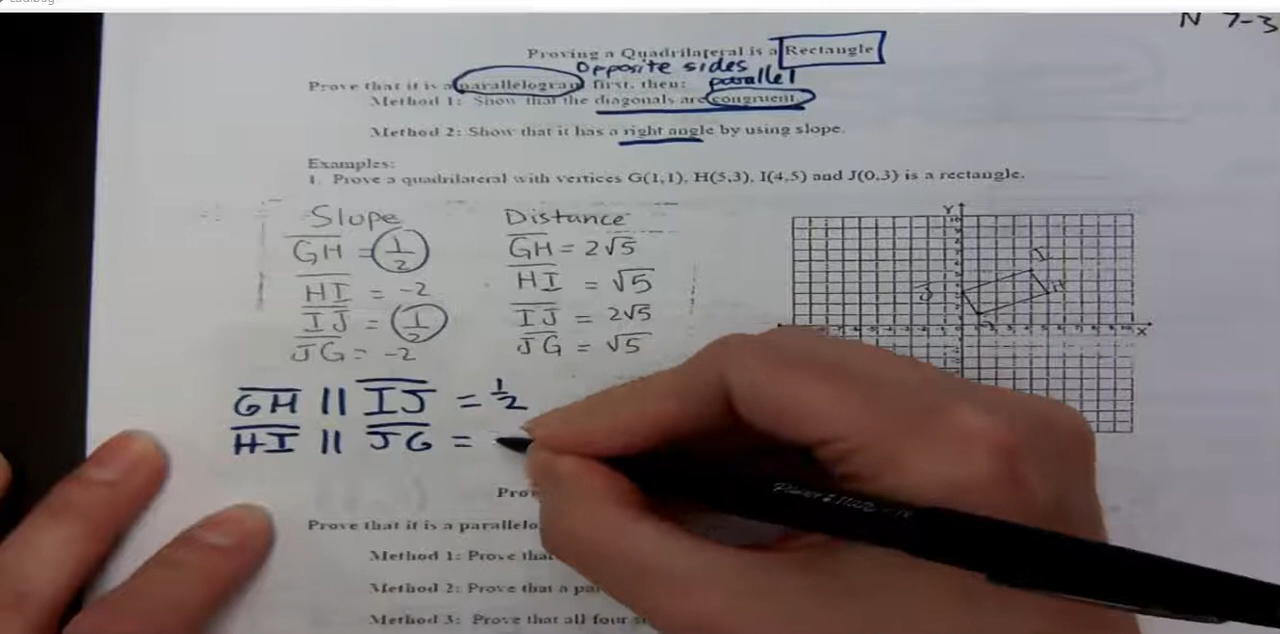 N 7-3
Proving a Quadrilateral is a Rectangle
Opposite sides
parallel
Prove that it is a parallelogram first, then:
Method 1: Show that the diagonals are congruent.
Method 2: Show that it has a right angle by using slope.
Examples:
1. Prove a quadrilateral with vertices G(1,1), H(5,3), I(4,5) and J(0,3) is a rectangle.
Slope
GH = 1/2
HI = -2
IJ = 1/2
JG = -2
Distance
GH = 2√5
HI = √5
IJ = 2√5
JG = √5
Y
X
J
I
H
G
GH || IJ = 1/2
HI || JG =
Prove that it is a parallelo
Method 1: Prove that
Method 2: Prove that a
Method 3: Prove that all four